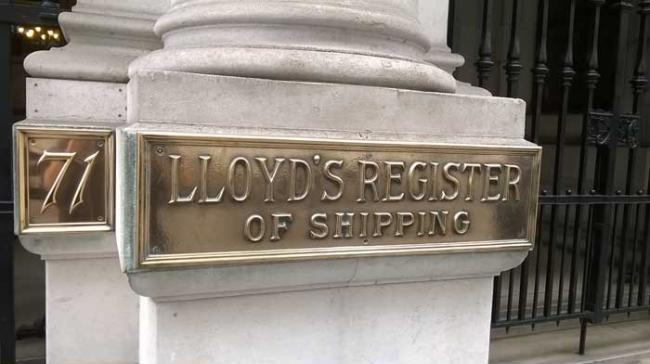 71
LLOYD'S REGISTER
OF SHIPPING